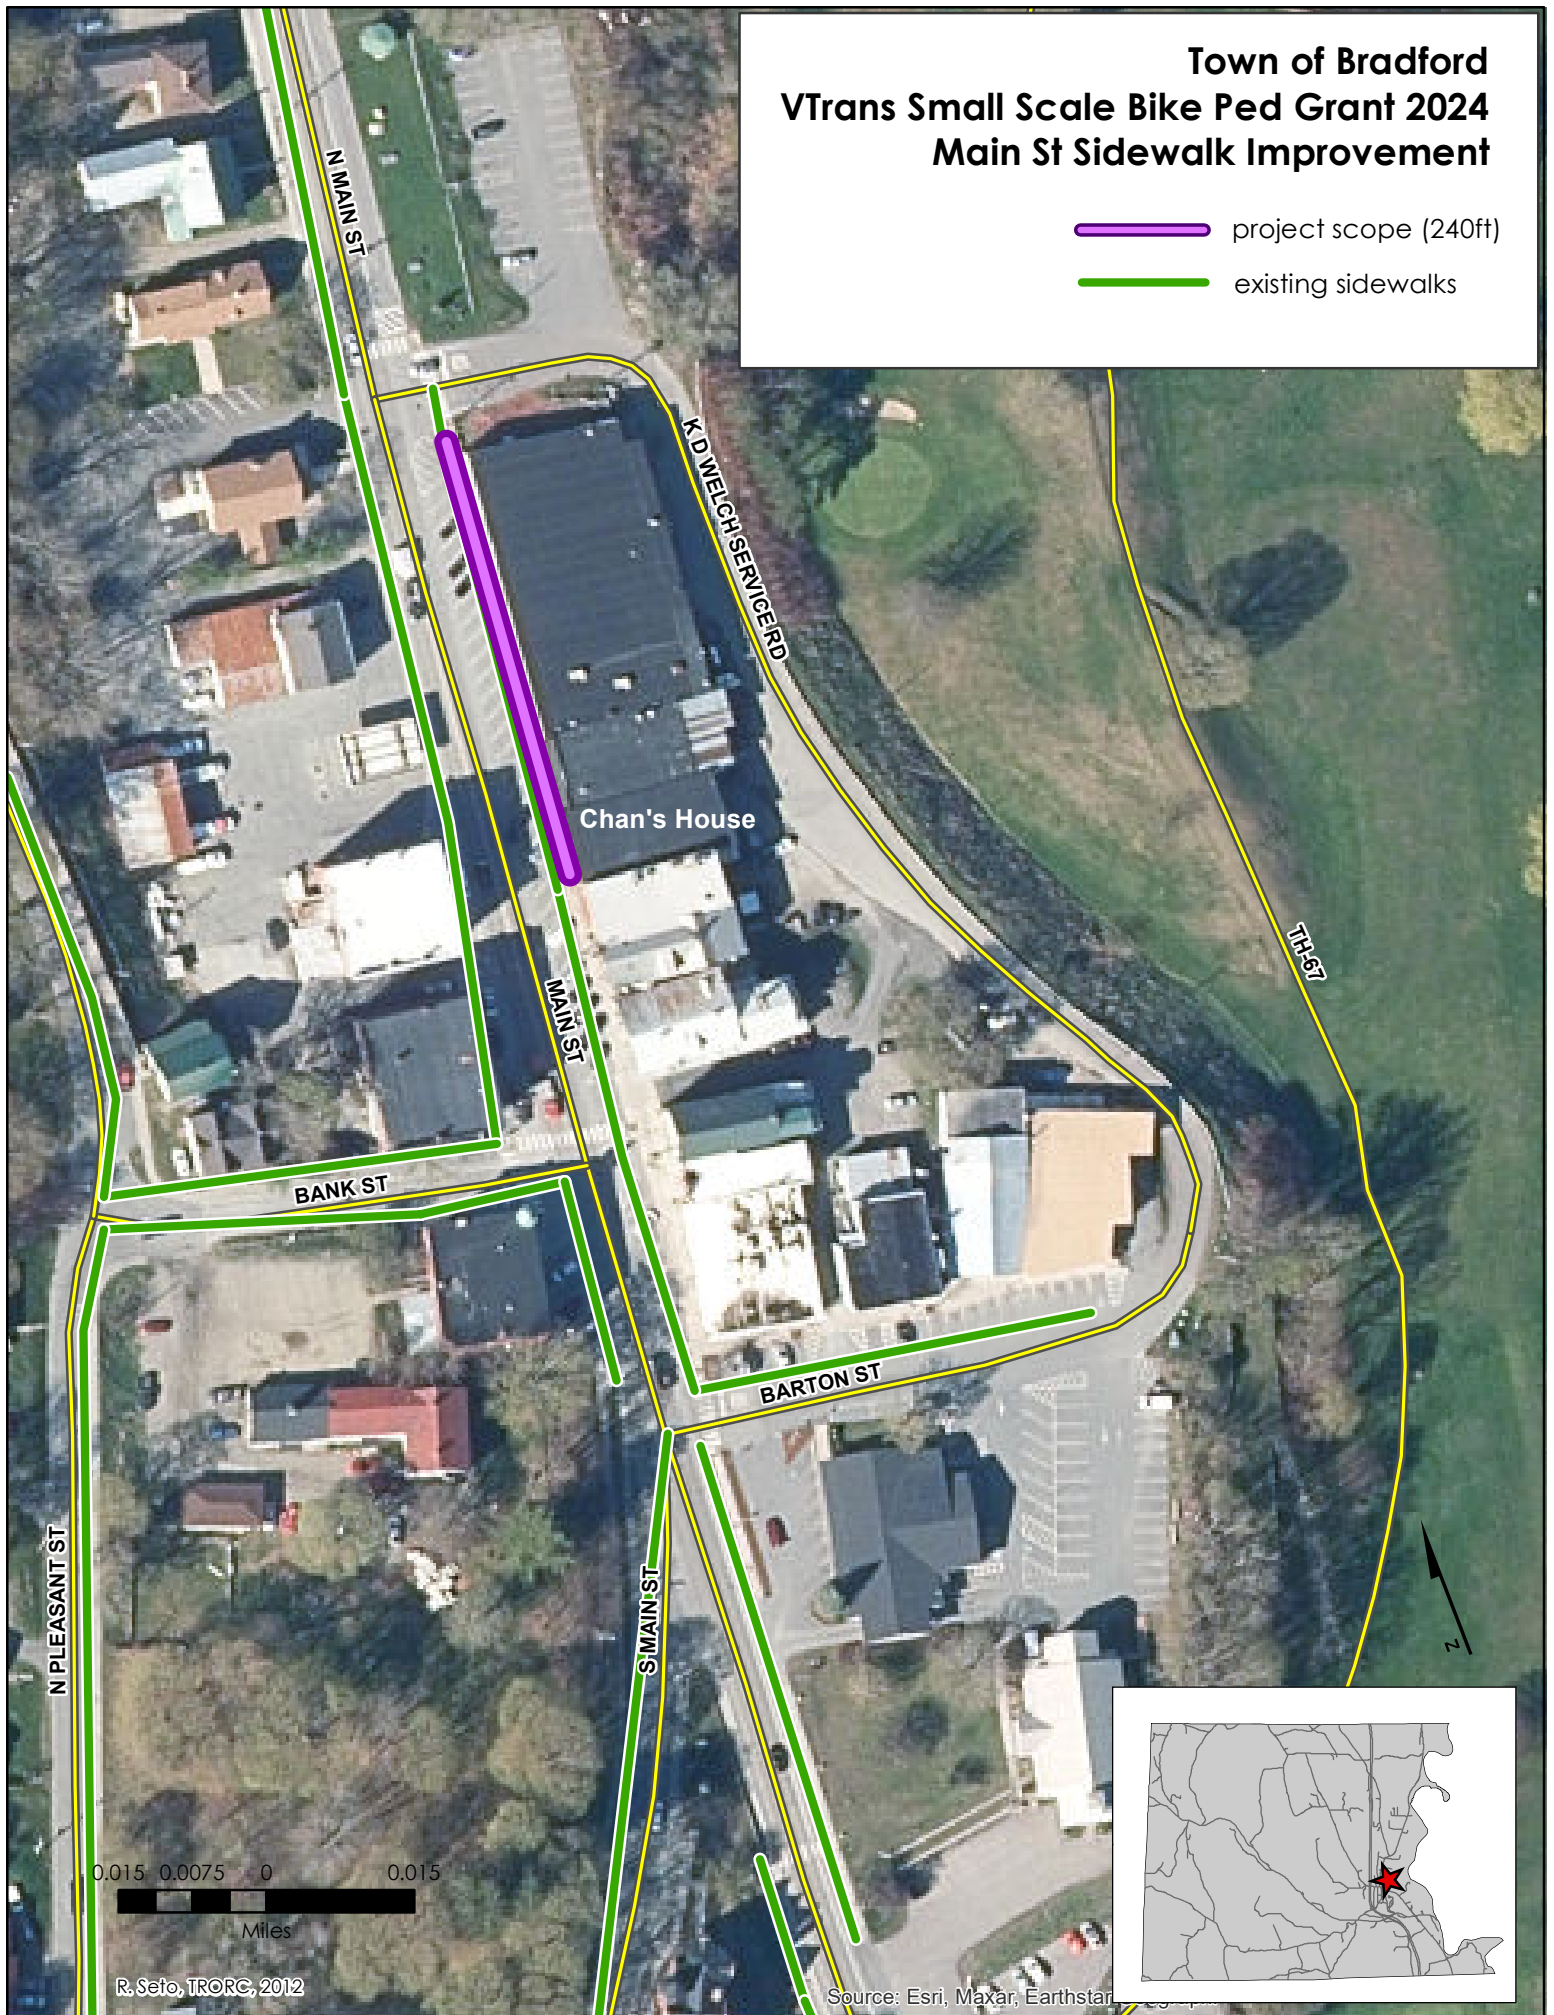 Town of Bradford
VTrans Small Scale Bike Ped Grant 2024
Main St Sidewalk Improvement
project scope (240ft)
existing sidewalks
N MAIN ST
K D WELCH SERVICE RD
Chan's House
TH-67
MAIN ST
BANK ST
BARTON ST
N PLEASANT ST
S MAIN ST
N
0.015 0.0075 0 0.015
Miles
R. Seto, TRORC, 2012
Source: Esri, Maxar, Earthstar